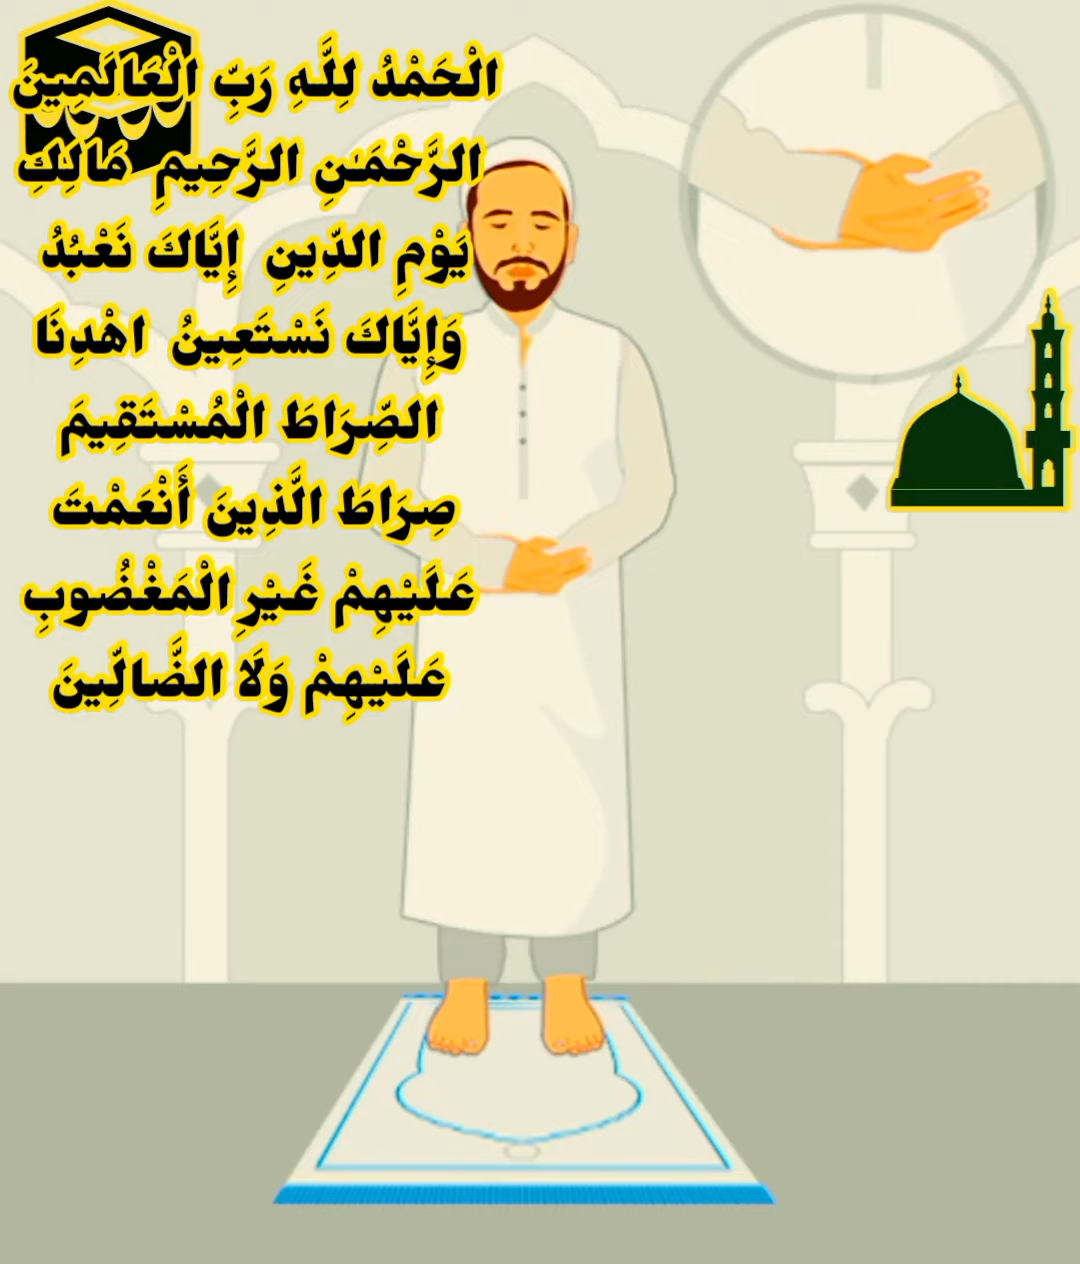 الْحَمْدُ لِلَّـهِ رَبِّ الْعَالَمِينَ
الرَّحْمَـٰنِ الرَّحِيمِ مَالِكِ
يَوْمِ الدِّينِ إِيَّاكَ نَعْبُدُ
وَإِيَّاكَ نَسْتَعِينُ اهْدِنَا
الصِّرَاطَ الْمُسْتَقِيمَ
صِرَاطَ الَّذِينَ أَنْعَمْتَ
عَلَيْهِمْ غَيْرِ الْمَغْضُوبِ
عَلَيْهِمْ وَلَا الضَّالِّينَ